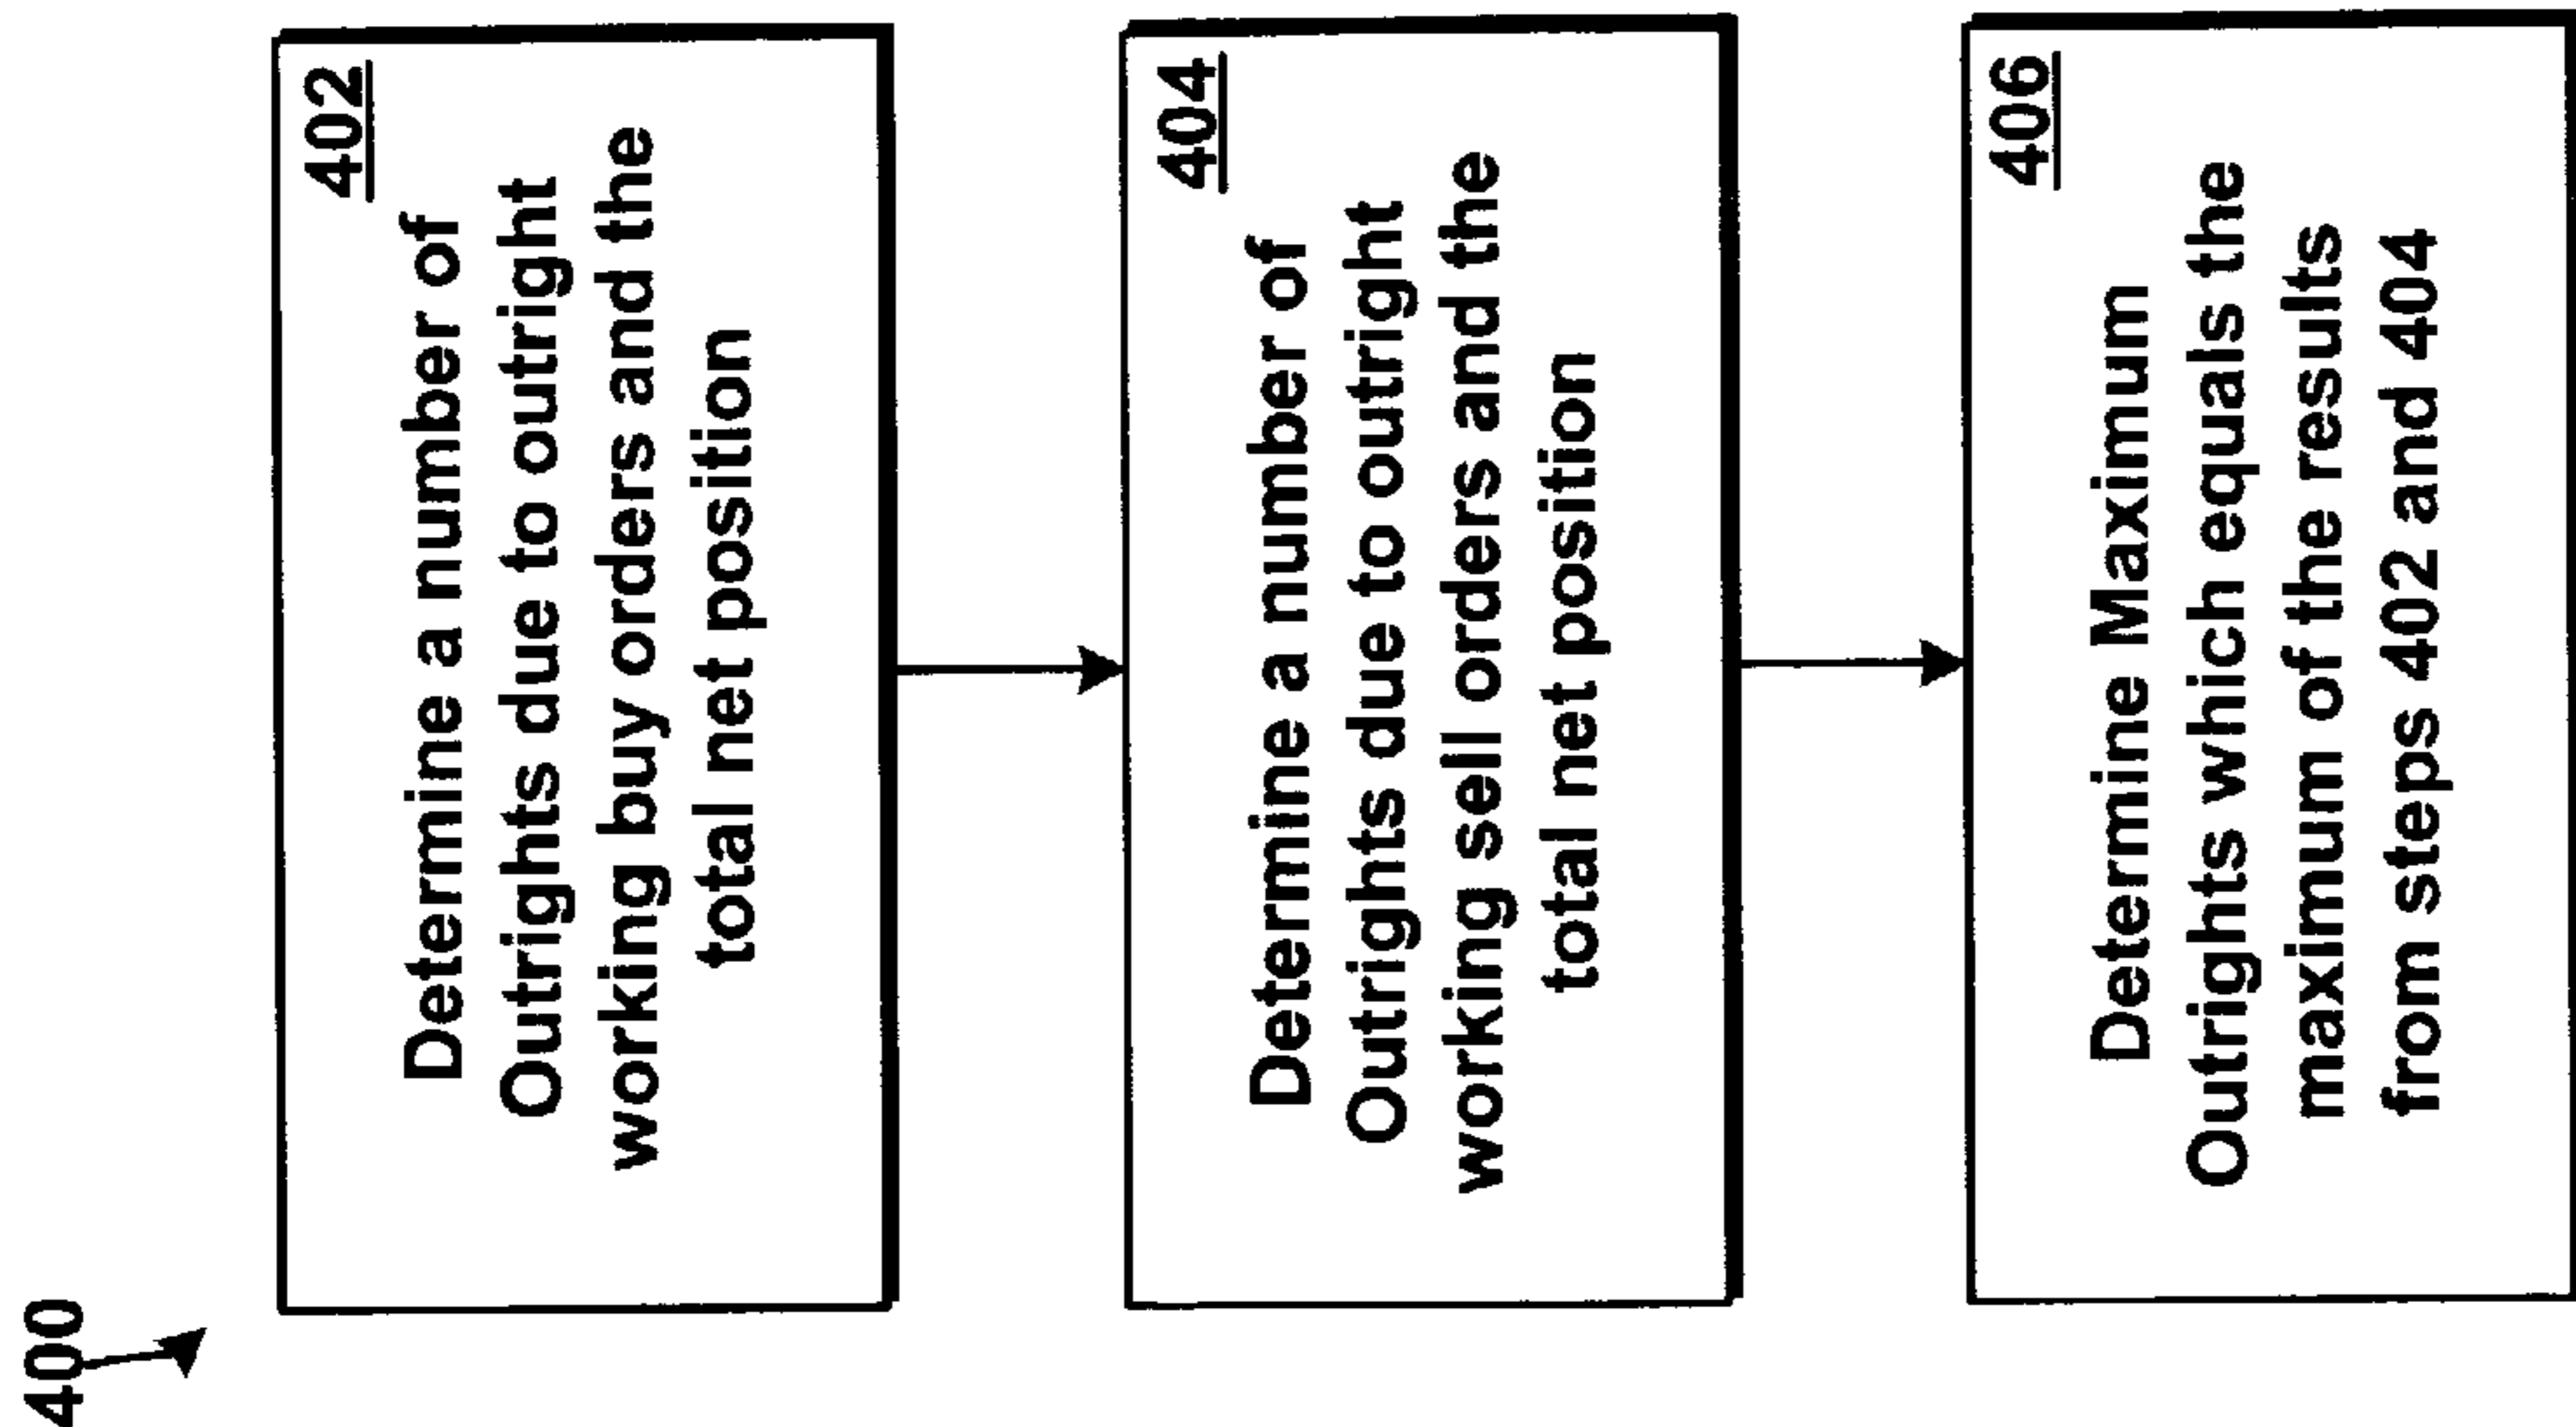 400
402
Determine a number of
Outrights due to outright
working buy orders and the
total net position
404
Determine a number of
Outrights due to outright
working sell orders and the
total net position
406
Determine Maximum
Outrights which equals the
maximum of the results
from steps 402 and 404